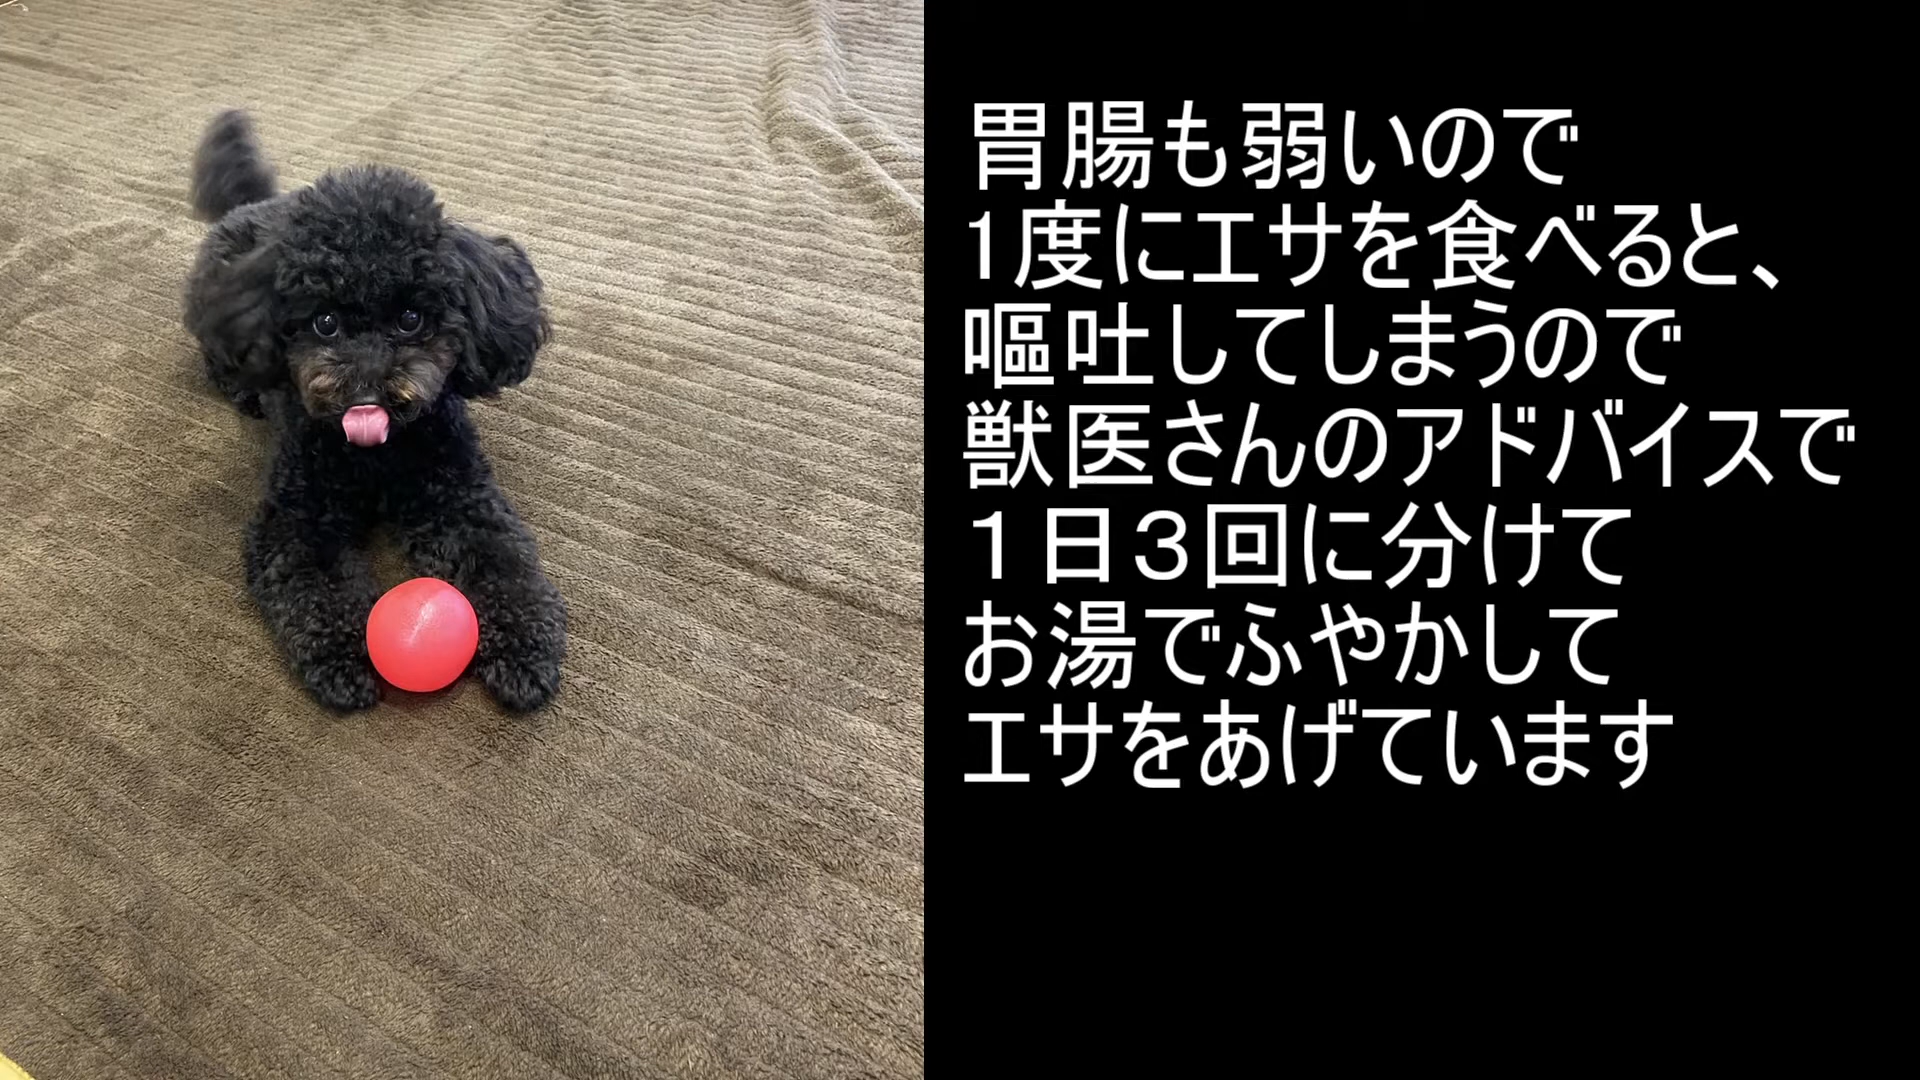 胃腸も弱いので
1度にエサを食べると、
嘔吐してしまうので
獣医さんのアドバイスで
１日３回に分けて
お湯でふやかして
エサをあげています